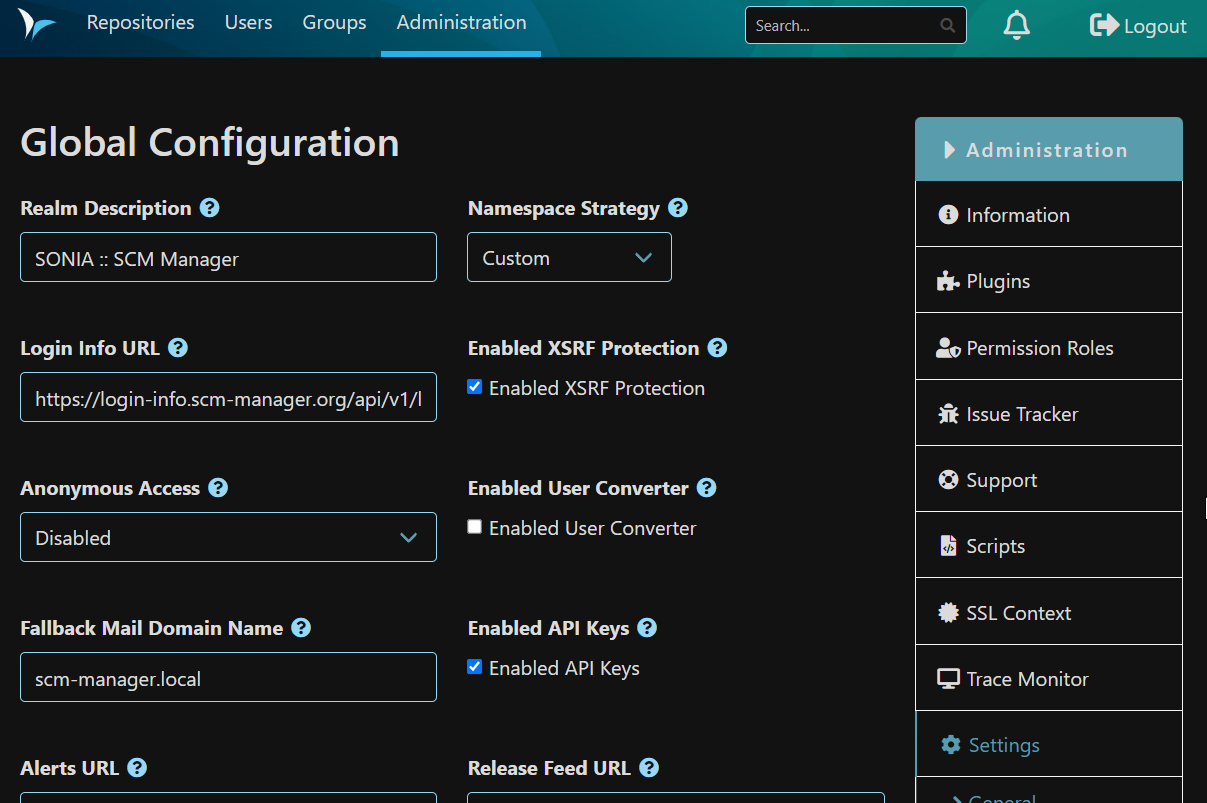 Repositories
Users
Groups
Administration
Search...
Logout
Global Configuration
Realm Description
SONIA :: SCM Manager
Namespace Strategy
Custom
Login Info URL
https://login-info.scm-manager.org/api/v1/l
Enabled XSRF Protection
Enabled XSRF Protection
Anonymous Access
Disabled
Enabled User Converter
Enabled User Converter
Fallback Mail Domain Name
scm-manager.local
Enabled API Keys
Enabled API Keys
Alerts URL
Release Feed URL
Administration
Information
Plugins
Permission Roles
Issue Tracker
Support
Scripts
SSL Context
Trace Monitor
Settings
General